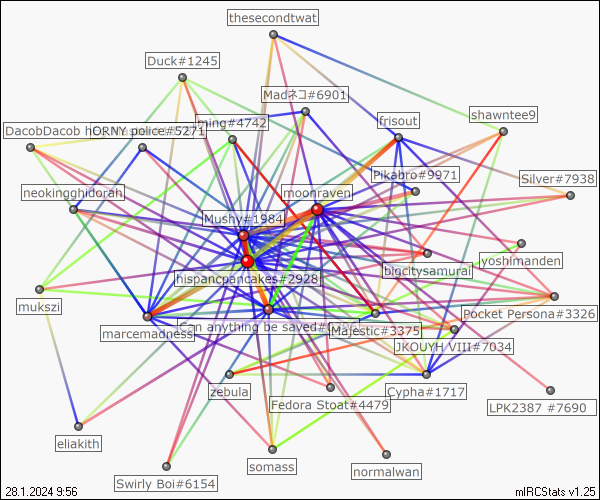 thesecondtwat
Duck#1245
Madネコ#6901
shawntee9
frisout
ming#4742
DacobDacob h
ORNY police#5271
Pikabro#9971
Silver#7938
neokingghidorah
moonraven
Mushy#1984
yoshimanden
bigcitysamurai
hispancpancakes#2928
mukszi
Pocket Persona#3326
marcemadness
Can anything be saved#0
Majestic#3375
JKOUYH VIII#7034
zebula
Cypha#1717
Fedora Stoat#4479
LPK2387 #7690
eliakith
somass
normalwan
Swirly Boi#6154
28.1.2024 9:56
mIRCStats v1.25